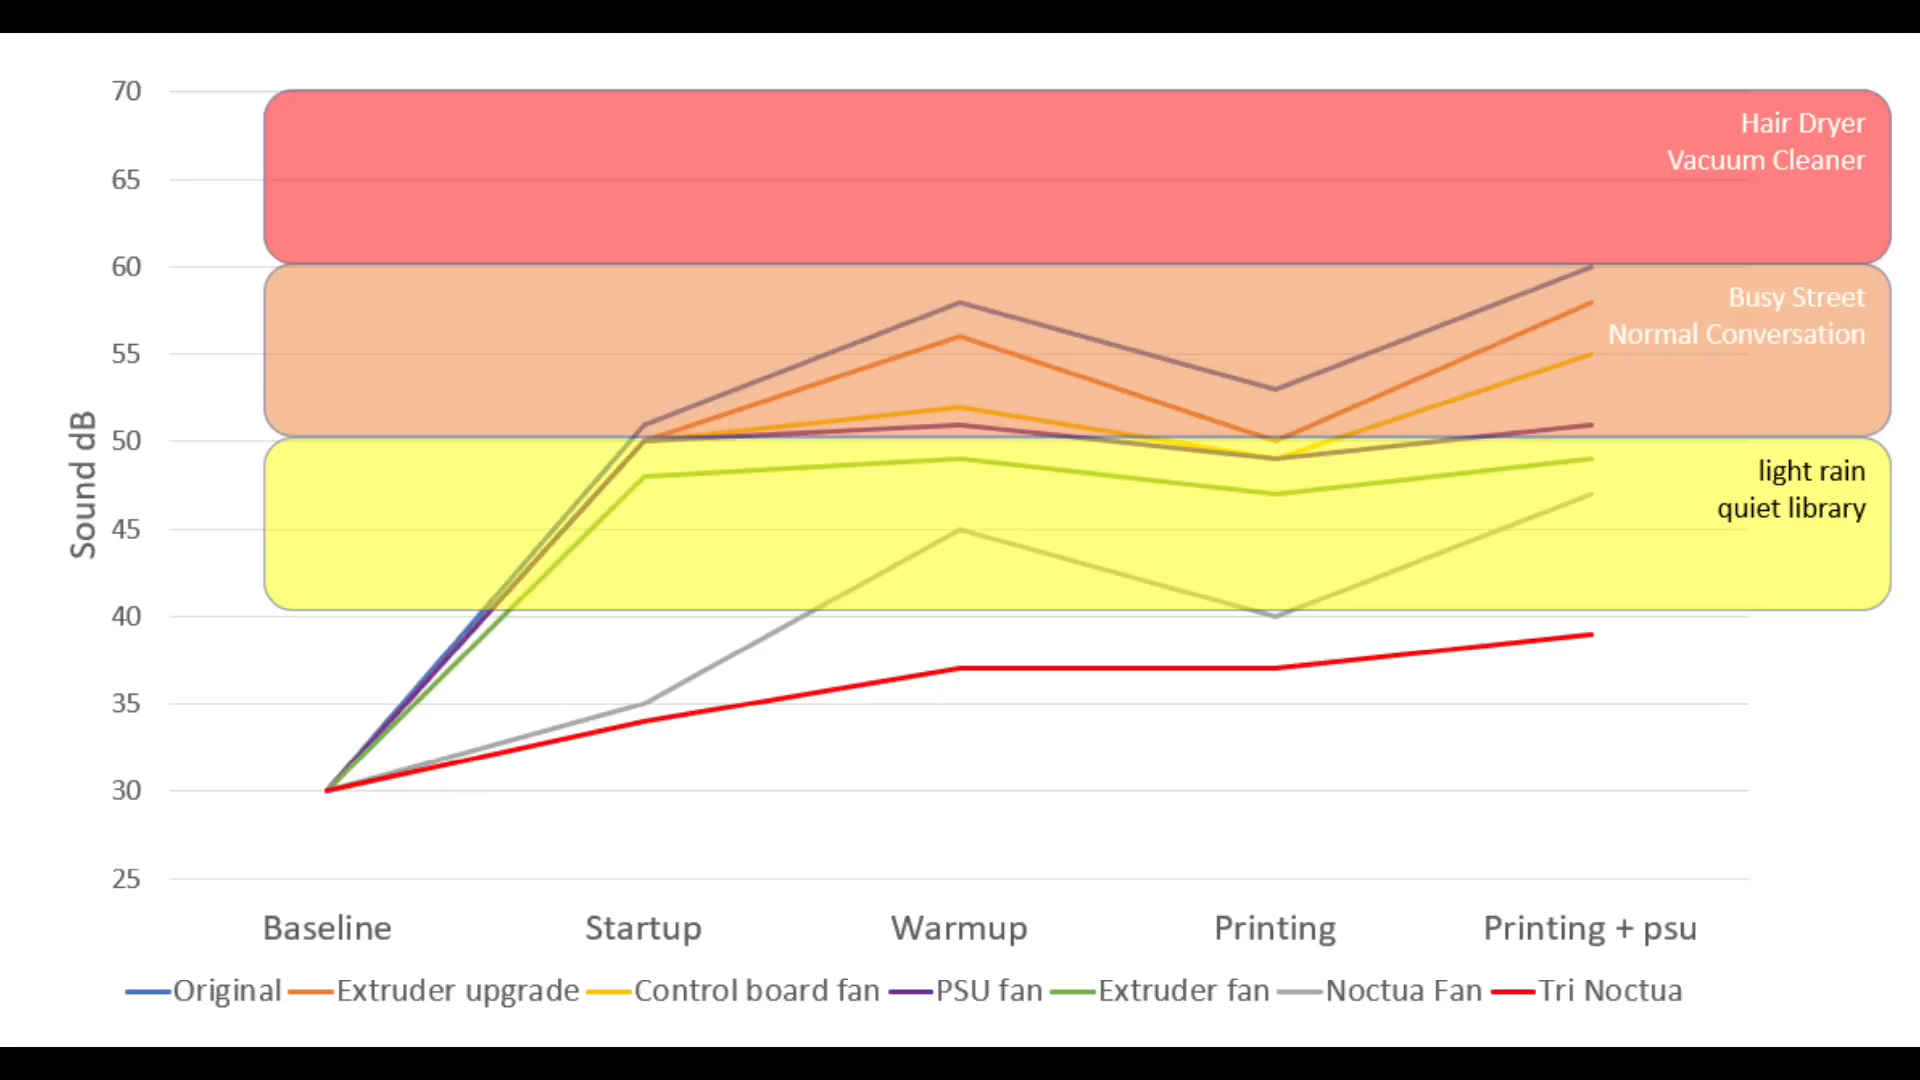 70
Hair Dryer
Vacuum Cleaner
65
60
Busy Street
Normal Conversation
55
50
light rain
quiet library
45
40
35
30
25
Sound dB
Baseline Startup Warmup Printing Printing + psu
Original Extruder upgrade Control board fan PSU fan Extruder fan Noctua Fan Tri Noctua